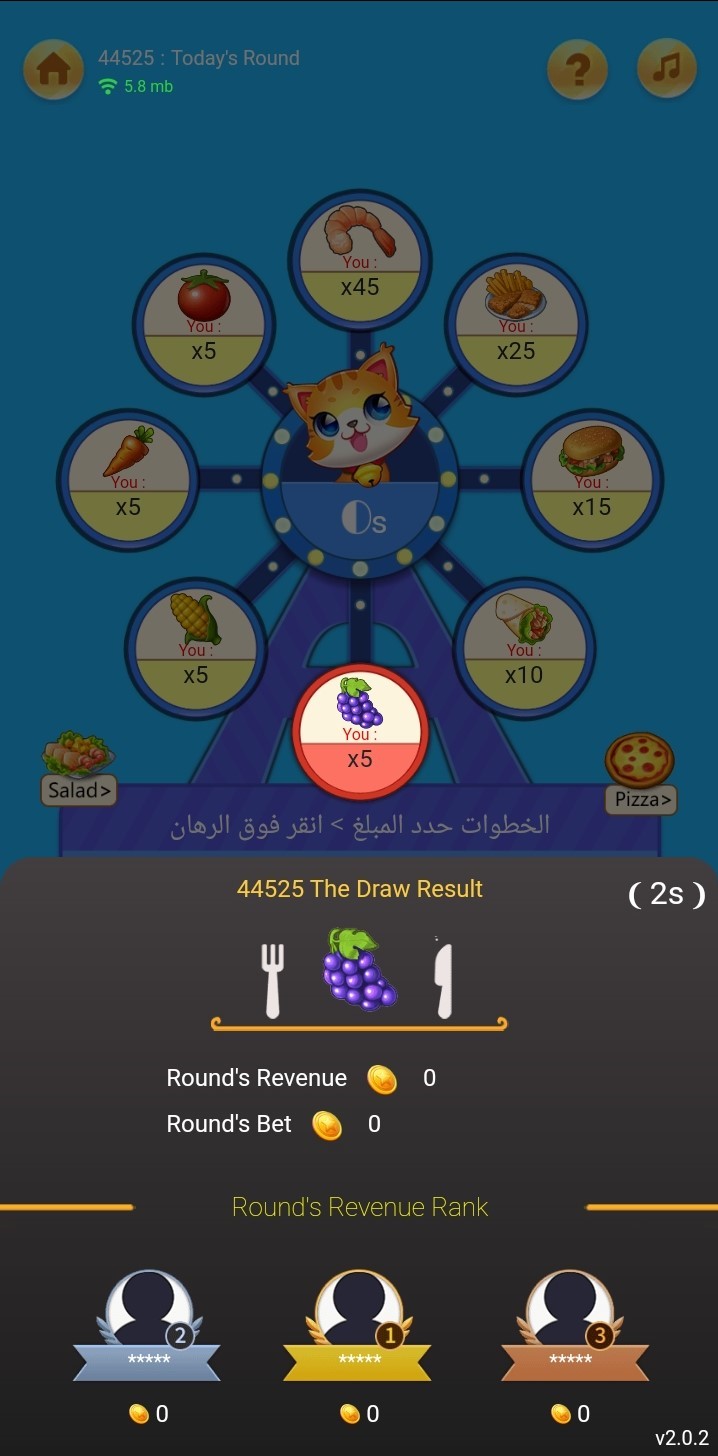 44525 : Today's Round
5.8 mb
?
You :
x45
You :
x5
You :
x25
You :
x5
You :
x15
s
You :
x5
You :
x10
You :
x5
Salad>
Pizza>
الخطوات حدد المبلغ > انقر فوق الرهان
44525 The Draw Result
( 2s )
Round's Revenue 0
Round's Bet 0
Round's Revenue Rank
2
1
3
*****
*****
*****
0
0
0
v2.0.2